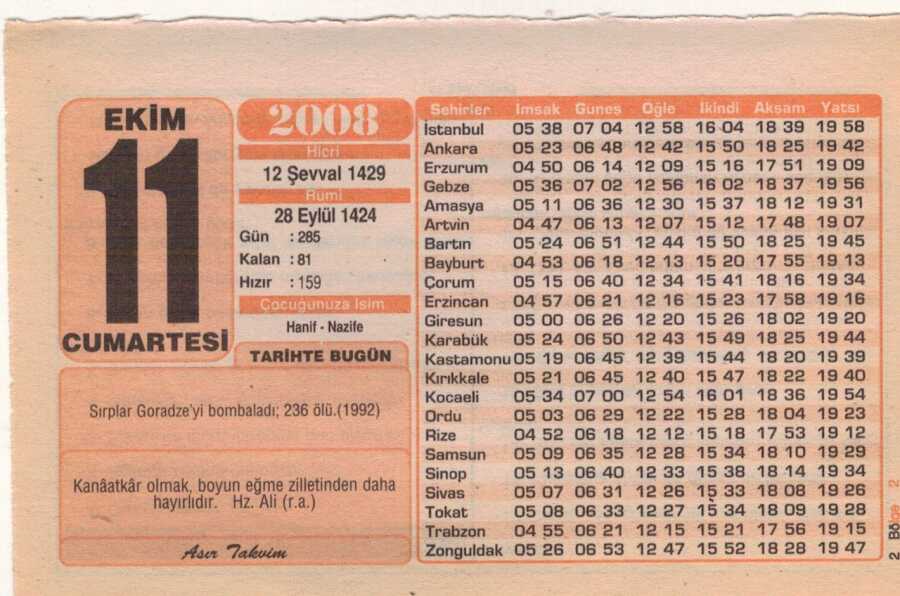 EKİM
11
CUMARTESİ
2008
Hicri
12 Şevval 1429
Rumi
28 Eylül 1424
Gün : 285
Kalan : 81
Hızır : 159
Çocuğunuza İsim
Hanif - Nazife
TARİHTE BUGÜN
Sırplar Goradze'yi bombaladı; 236 ölü.(1992)
Kanâatkâr olmak, boyun eğme zilletinden daha
hayırlıdır. Hz. Ali (r.a.)
Asır Takvim
Şehirler İmsak Güneş Öğle İkindi Akşam Yatsı
İstanbul 05 38 07 04 12 58 16 04 18 39 19 58
Ankara 05 23 06 48 12 42 15 50 18 25 19 42
Erzurum 04 50 06 14 12 09 15 16 17 51 19 09
Gebze 05 36 07 02 12 56 16 02 18 37 19 56
Amasya 05 11 06 36 12 30 15 37 18 12 19 31
Artvin 04 47 06 13 12 07 15 12 17 48 19 07
Bartın 05 24 06 51 12 44 15 50 18 25 19 45
Bayburt 04 53 06 18 12 13 15 20 17 55 19 13
Çorum 05 15 06 40 12 34 15 41 18 16 19 34
Erzincan 04 57 06 21 12 16 15 23 17 58 19 16
Giresun 05 00 06 26 12 20 15 26 18 02 19 20
Karabük 05 24 06 50 12 43 15 49 18 25 19 44
Kastamonu 05 19 06 45 12 39 15 44 18 20 19 39
Kırıkkale 05 21 06 45 12 40 15 47 18 22 19 40
Kocaeli 05 34 07 00 12 54 16 01 18 36 19 54
Ordu 05 03 06 29 12 22 15 28 18 04 19 23
Rize 04 52 06 18 12 12 15 18 17 53 19 12
Samsun 05 09 06 35 12 28 15 34 18 10 19 29
Sinop 05 13 06 40 12 33 15 38 18 14 19 34
Sivas 05 07 06 31 12 26 15 33 18 08 19 26
Tokat 05 08 06 33 12 27 15 34 18 09 19 28
Trabzon 04 55 06 21 12 15 15 21 17 56 19 15
Zonguldak 05 26 06 53 12 47 15 52 18 28 19 47